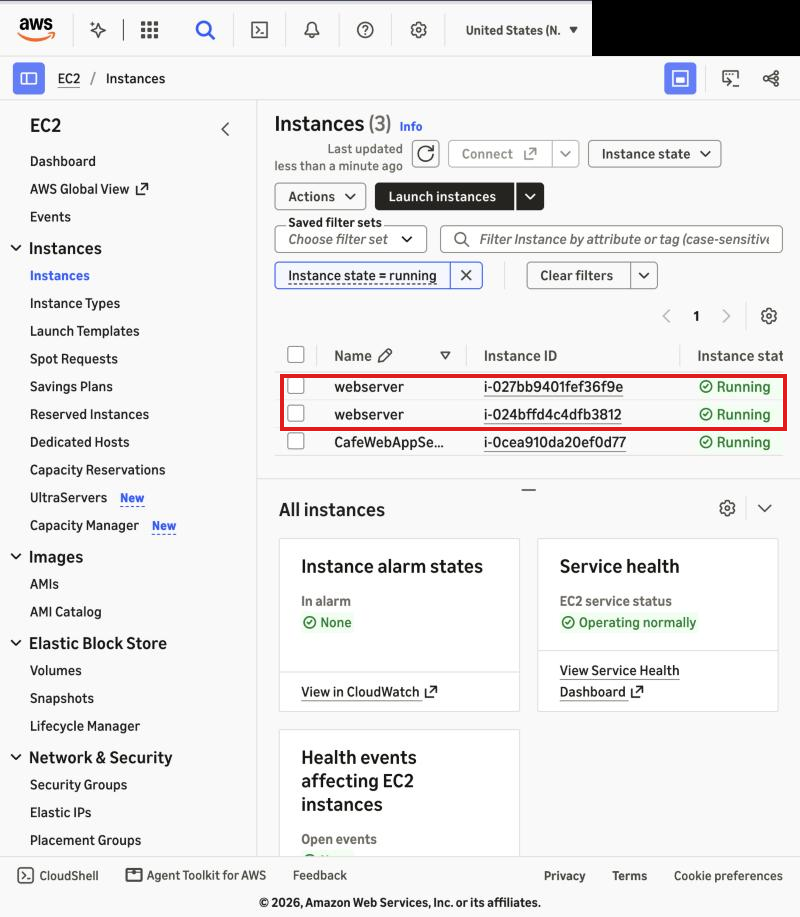 aws
United States (N.
EC2 / Instances
EC2
Dashboard
AWS Global View
Events
Instances
Instances
Instance Types
Launch Templates
Spot Requests
Savings Plans
Reserved Instances
Dedicated Hosts
Capacity Reservations
UltraServers New
Capacity Manager New
Images
AMIs
AMI Catalog
Elastic Block Store
Volumes
Snapshots
Lifecycle Manager
Network & Security
Security Groups
Elastic IPs
Placement Groups
Instances (3) Info
Last updated
less than a minute ago
Connect
Instance state
Actions
Launch instances
Saved filter sets
Choose filter set
Filter Instance by attribute or tag (case-sensitive
Instance state = running
Clear filters
1
Name Instance ID Instance stat
webserver i-027bb9401fef36f9e Running
webserver i-024bffd4c4dfb3812 Running
CafeWebAppSe... i-0cea910da20ef0d77 Running
All instances
Instance alarm states
In alarm
None
View in CloudWatch
Service health
EC2 service status
Operating normally
View Service Health
Dashboard
Health events
affecting EC2
instances
Open events
CloudShell Agent Toolkit for AWS Feedback Privacy Terms Cookie preferences
© 2026, Amazon Web Services, Inc. or its affiliates.